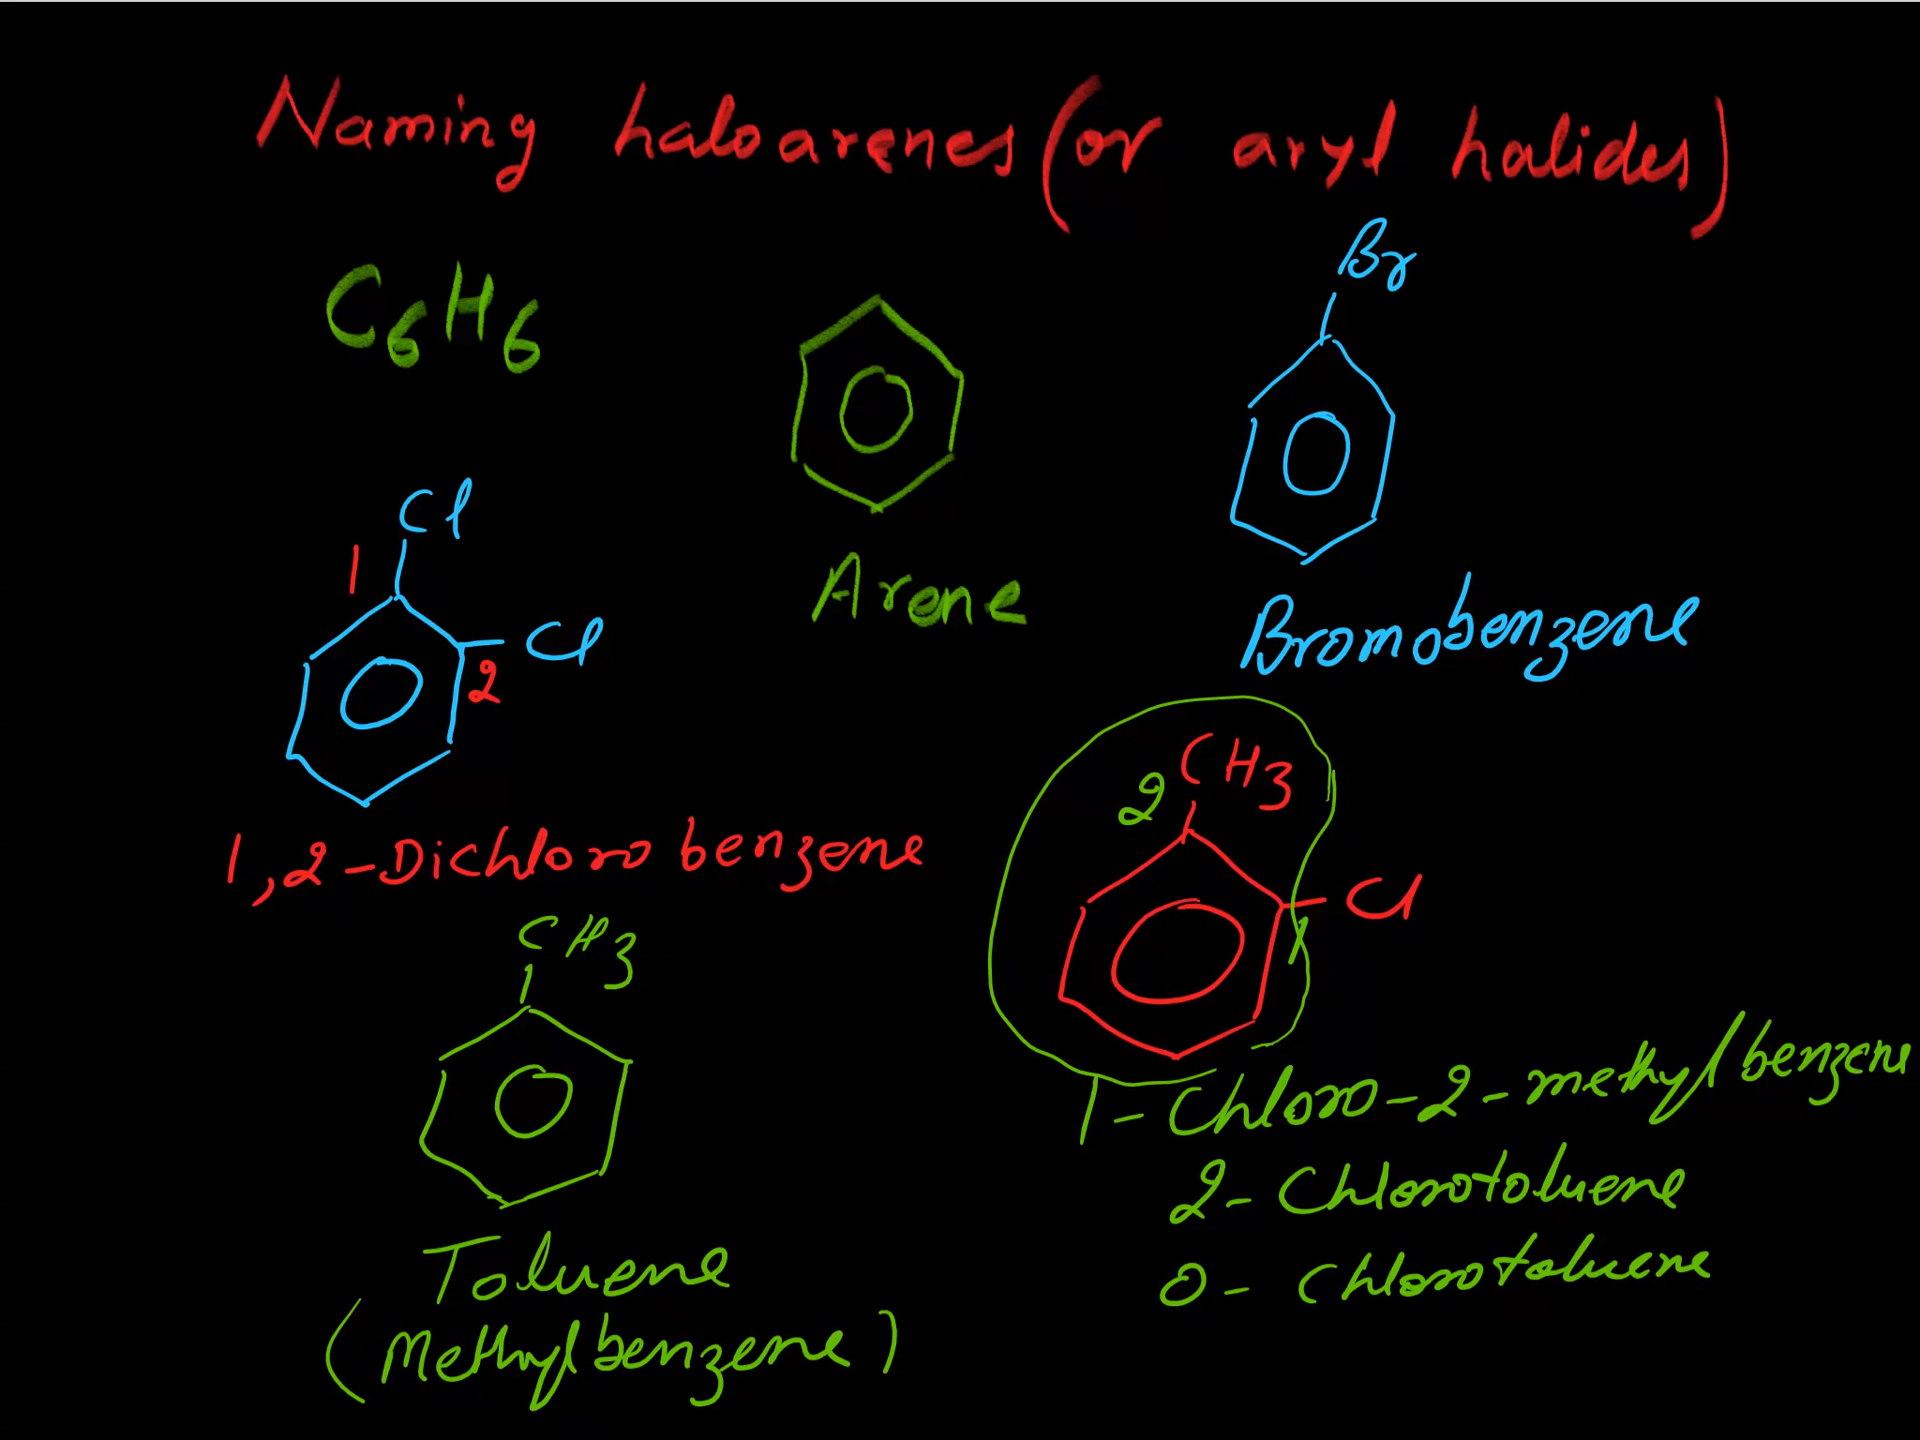 Naming haloarenes (or aryl halides)
C6H6
Br
Arene
Bromobenzene
Cl
1
Cl
2
1,2-Dichlorobenzene
CH3
2
Cl
1
1-Chloro-2-methylbenzene
2-Chlorotoluene
o-Chlorotoluene
CH3
Toluene
(Methylbenzene)